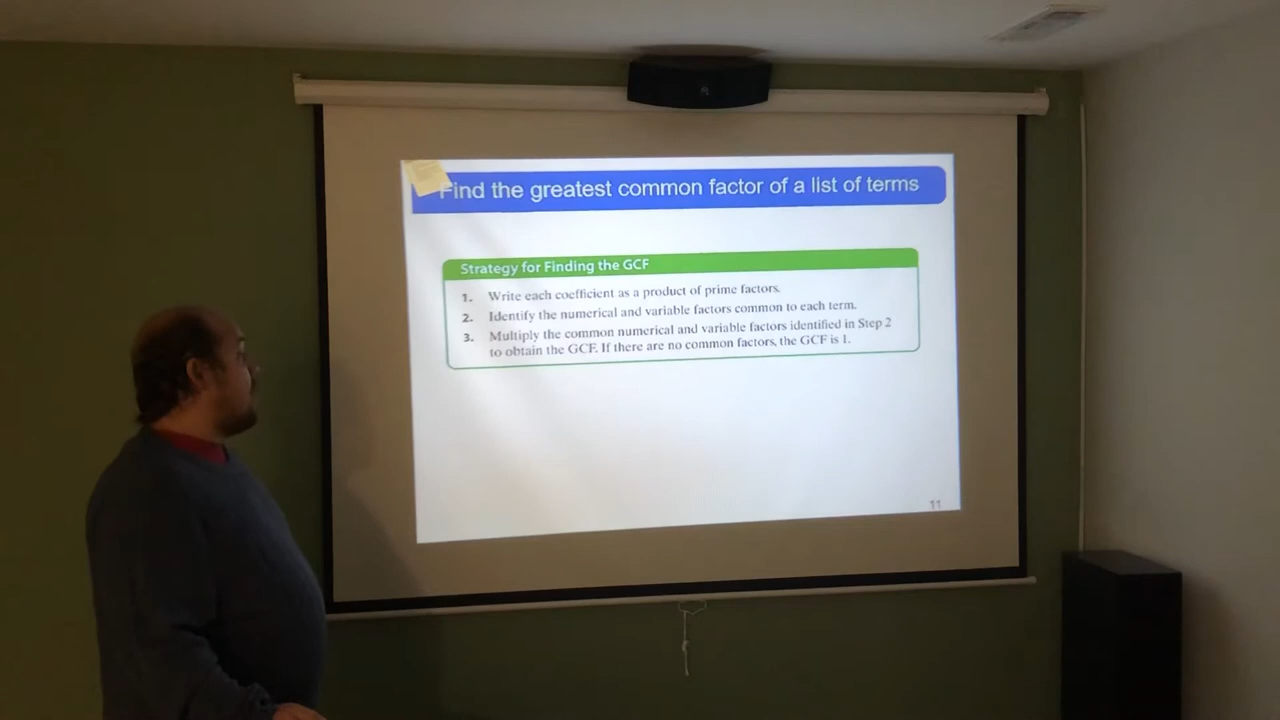 Find the greatest common factor of a list of terms
Strategy for Finding the GCF
1. Write each coefficient as a product of prime factors.
2. Identify the numerical and variable factors common to each term.
3. Multiply the common numerical and variable factors identified in Step 2
to obtain the GCF. If there are no common factors, the GCF is 1.
11